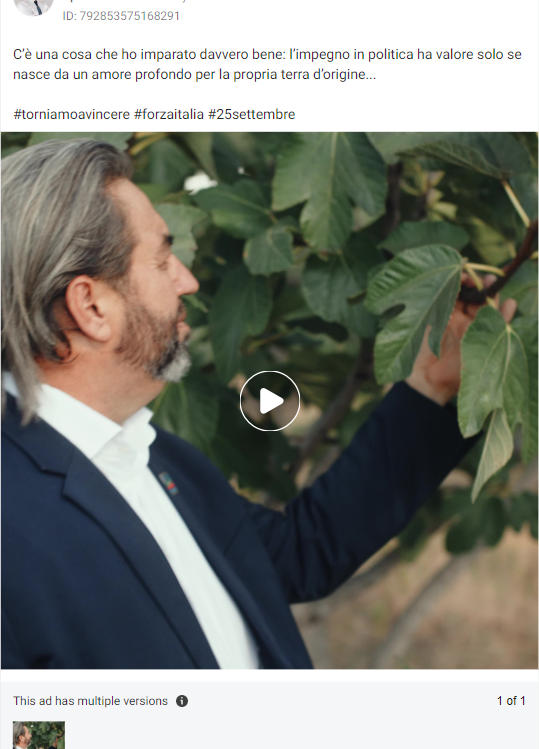 ID: 792853575168291
C'è una cosa che ho imparato davvero bene: l'impegno in politica ha valore solo se
nasce da un amore profondo per la propria terra d'origine...
#torniamoavincere #forzaitalia #25settembre
This ad has multiple versions
1 of 1